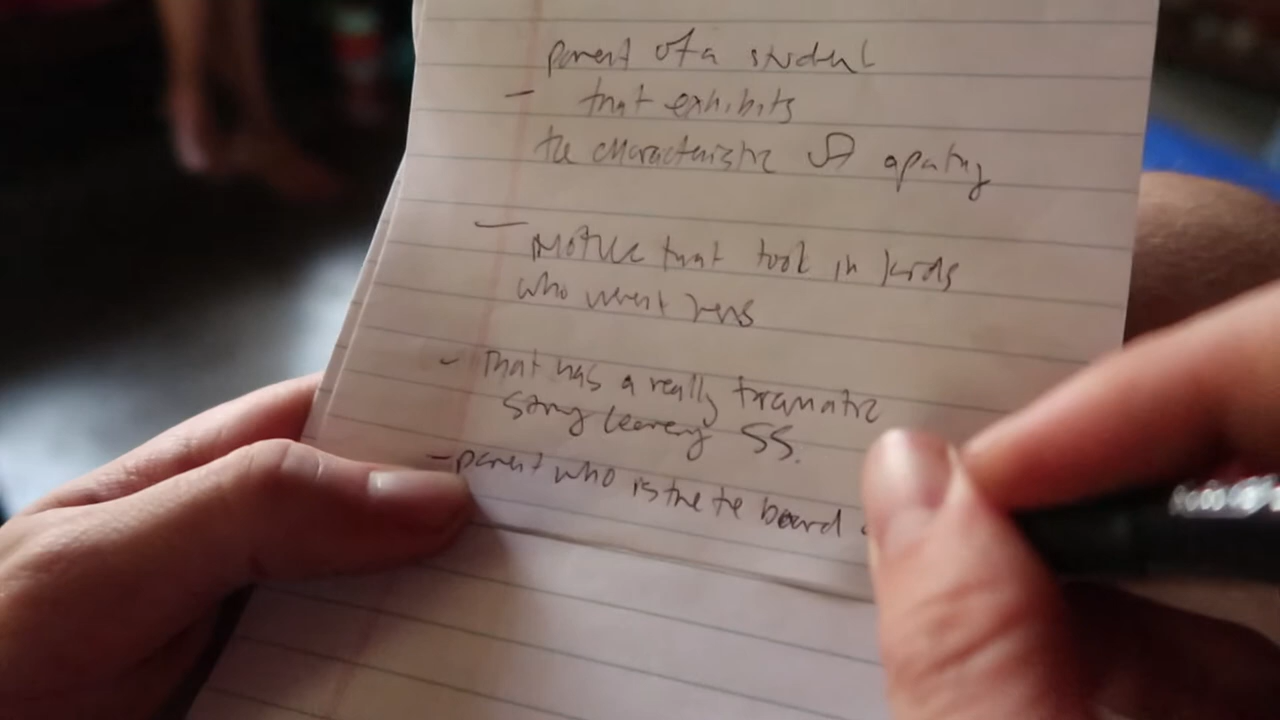 parent of a student
- that exhibits
the characteristic of apathy
- Mother that took in kids
who weren't hers
- That has a really tramatic
story leaving SS.
- parent who is the te board